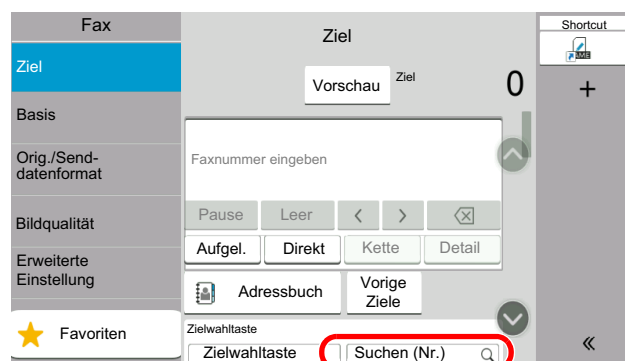 Fax
Ziel
Basis
Orig./Send-
datenformat
Bildqualität
Erweiterte
Einstellung
Favoriten
Ziel
Vorschau
Ziel
0
Faxnummer eingeben
Pause
Leer
<
>
Aufgel.
Direkt
Kette
Detail
Adressbuch
Vorige
Ziele
Zielwahltaste
Zielwahltaste
Suchen (Nr.)
Shortcut
+
«